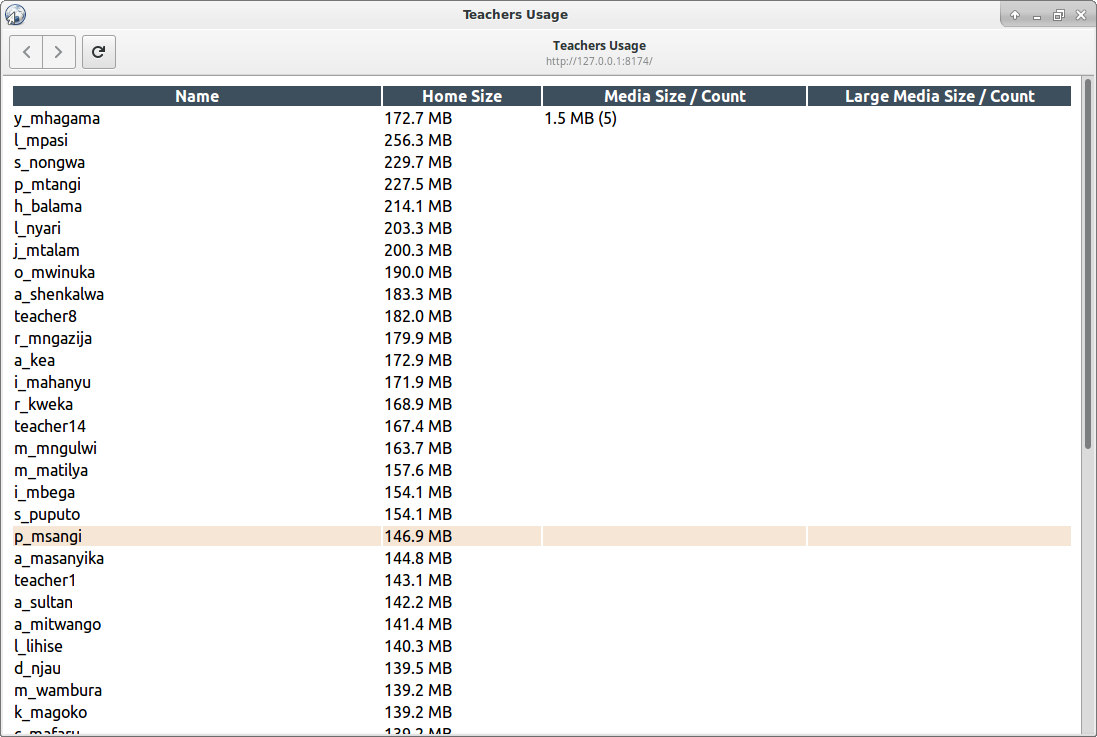 Teachers Usage
Teachers Usage
http://127.0.0.1:8174/
Name Home Size Media Size / Count Large Media Size / Count
y_mhagama 172.7 MB 1.5 MB (5)
l_mpasi 256.3 MB
s_nongwa 229.7 MB
p_mtangi 227.5 MB
h_balama 214.1 MB
l_nyari 203.3 MB
j_mtalam 200.3 MB
o_mwinuka 190.0 MB
a_shenkalwa 183.3 MB
teacher8 182.0 MB
r_mngazija 179.9 MB
a_kea 172.9 MB
i_mahanyu 171.9 MB
r_kweka 168.9 MB
teacher14 167.4 MB
m_mngulwi 163.7 MB
m_matilya 157.6 MB
i_mbega 154.1 MB
s_puputo 154.1 MB
p_msangi 146.9 MB
a_masanyika 144.8 MB
teacher1 143.1 MB
a_sultan 142.2 MB
a_mitwango 141.4 MB
l_lihise 140.3 MB
d_njau 139.5 MB
m_wambura 139.2 MB
k_magoko 139.2 MB
139.2 MB